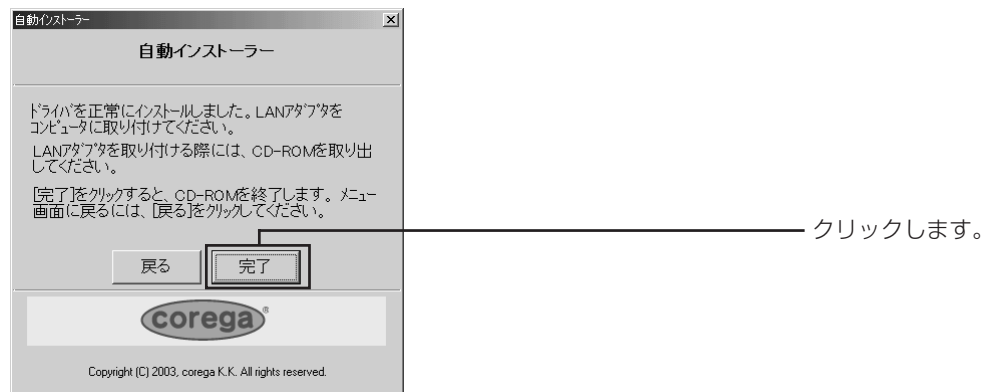 自動インストーラー
自動インストーラー
ドライバを正常にインストールしました。LANアダプタを
コンピュータに取り付けてください。
LANアダプタを取り付ける際には、CD-ROMを取り出
してください。
[完了]をクリックすると、CD-ROMを終了します。メニュー
画面に戻るには、[戻る]をクリックしてください。
クリックします。
戻る 完了
corega®
Copyright (C) 2003, corega K.K. All rights reserved.